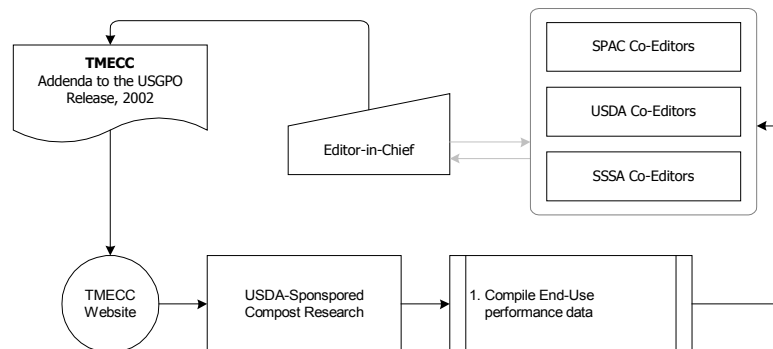 TMECC
Addenda to the USGPO
Release, 2002
Editor-in-Chief
SPAC Co-Editors
USDA Co-Editors
SSSA Co-Editors
TMECC
Website
USDA-Sponspored
Compost Research
1. Compile End-Use
performance data